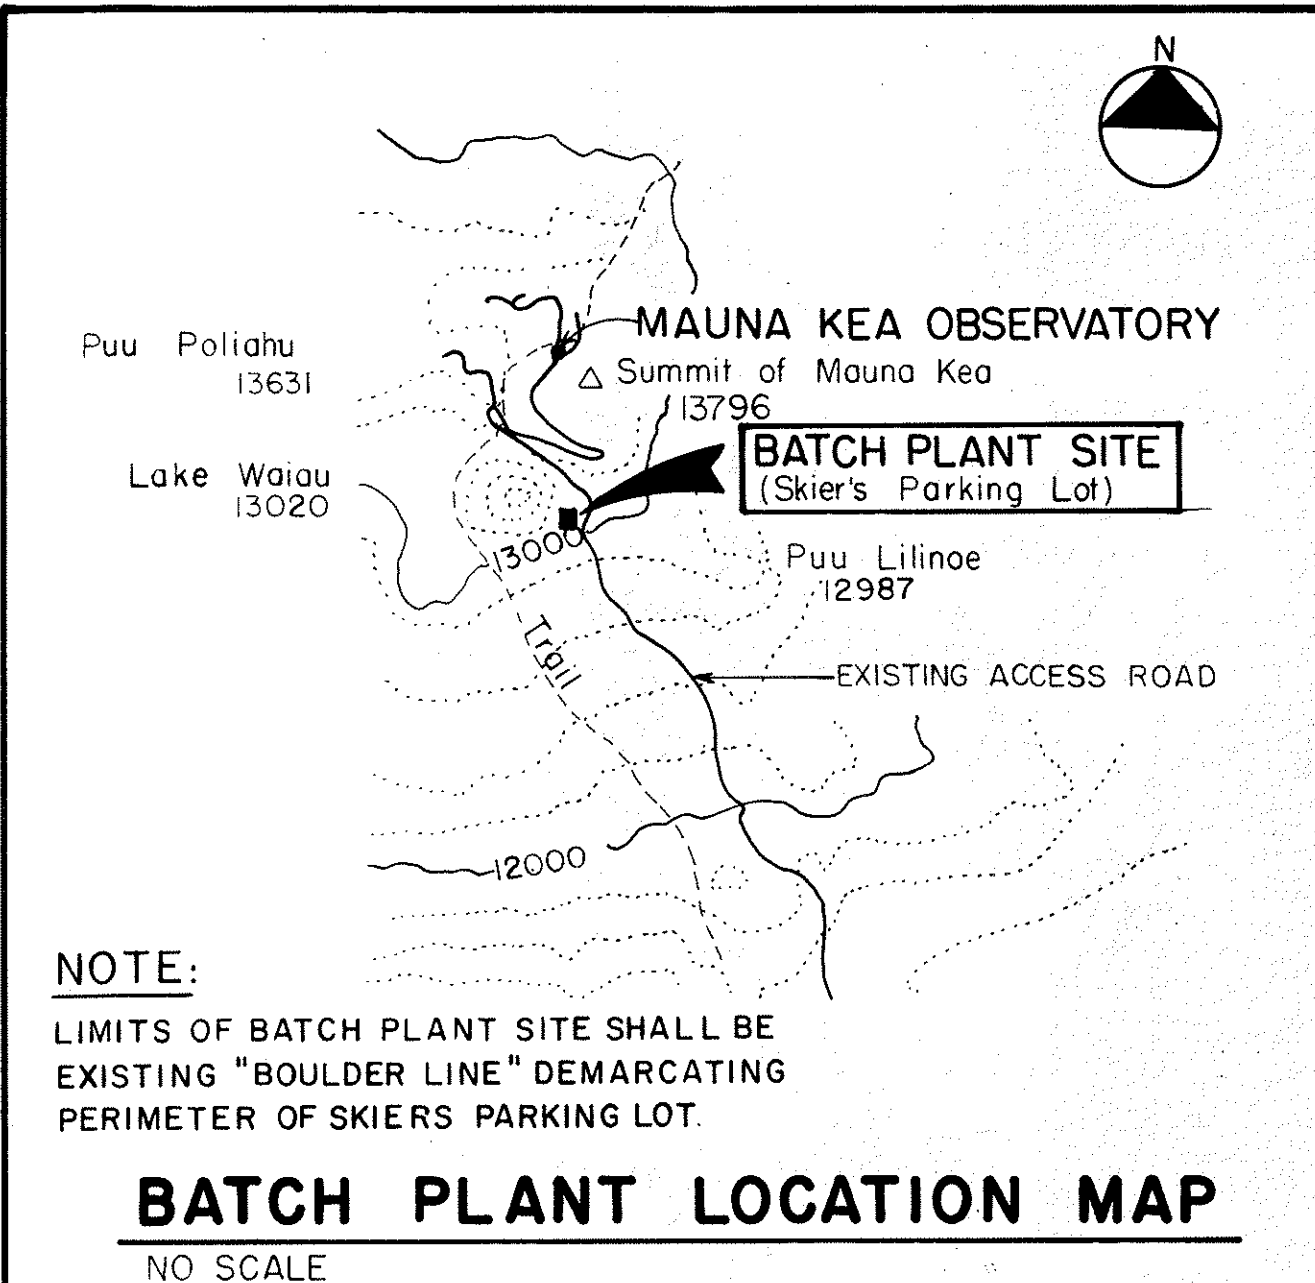 N
MAUNA KEA OBSERVATORY
Puu Poliahu
13631
Summit of Mauna Kea
13796
BATCH PLANT SITE
(Skier's Parking Lot)
Lake Waiau
13020
13000
Puu Lilinoe
12987
Trail
EXISTING ACCESS ROAD
12000
NOTE:
LIMITS OF BATCH PLANT SITE SHALL BE
EXISTING "BOULDER LINE" DEMARCATING
PERIMETER OF SKIERS PARKING LOT.
BATCH PLANT LOCATION MAP
NO SCALE